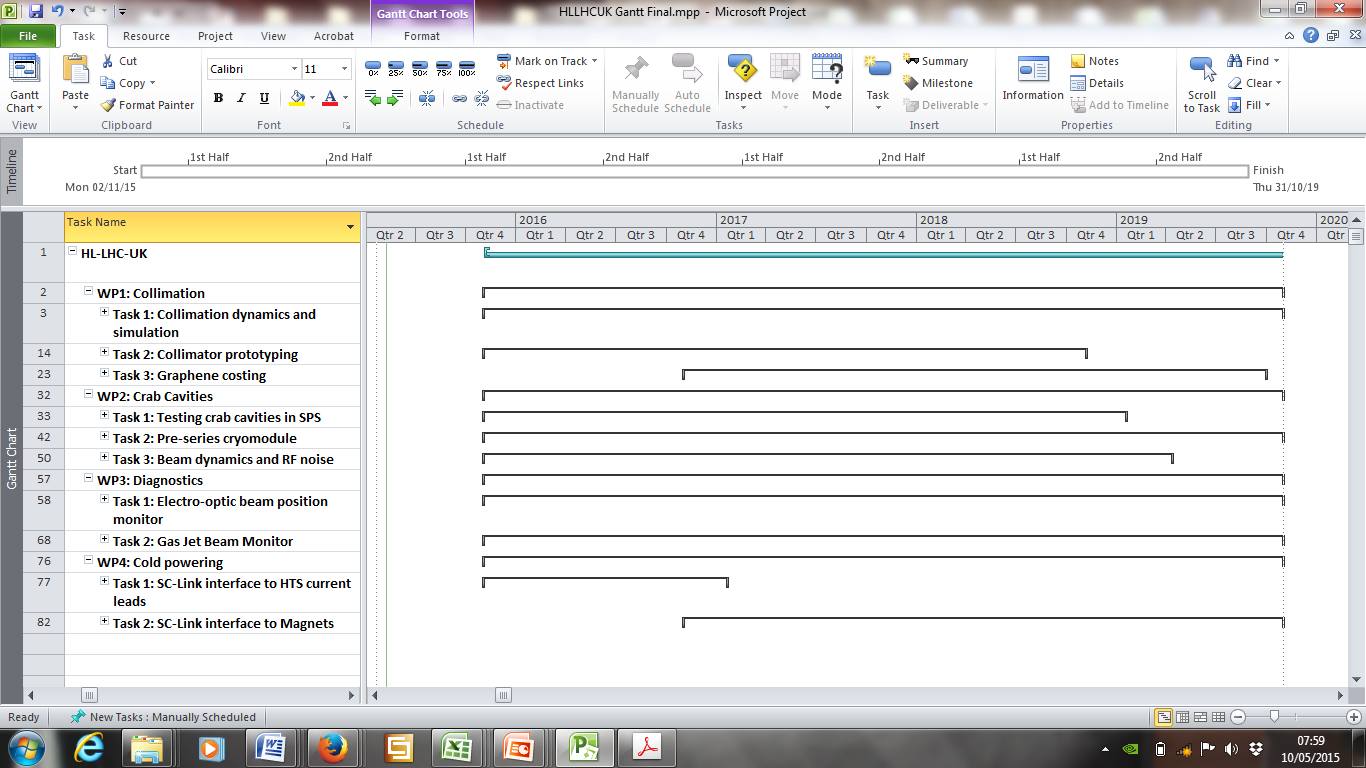 HLLHCUK Gantt Final.mpp - Microsoft Project
Gantt Chart Tools
File Task Resource Project View Acrobat Format
Gantt Chart
View
Paste
Cut
Copy
Format Painter
Clipboard
Calibri 11
B I U A
Font
0% 25% 50% 75% 100%
Mark on Track
Respect Links
Inactivate
Schedule
Manually Schedule
Auto Schedule
Inspect
Move
Mode
Tasks
Task
Summary
Milestone
Deliverable
Insert
Information
Notes
Details
Add to Timeline
Properties
Scroll to Task
Find
Clear
Fill
Editing
Timeline
1st Half 2nd Half 1st Half 2nd Half 1st Half 2nd Half 1st Half 2nd Half
Start
Mon 02/11/15
Finish
Thu 31/10/19
Gantt Chart
Task Name
2016 2017 2018 2019 2020
Qtr 2 Qtr 3 Qtr 4 Qtr 1 Qtr 2 Qtr 3 Qtr 4 Qtr 1 Qtr 2 Qtr 3 Qtr 4 Qtr 1 Qtr 2 Qtr 3 Qtr 4 Qtr 1 Qtr 2 Qtr 3 Qtr 4 Qtr
1 HL-LHC-UK
2 WP1: Collimation
3 Task 1: Collimation dynamics and
simulation
14 Task 2: Collimator prototyping
23 Task 3: Graphene costing
32 WP2: Crab Cavities
33 Task 1: Testing crab cavities in SPS
42 Task 2: Pre-series cryomodule
50 Task 3: Beam dynamics and RF noise
57 WP3: Diagnostics
58 Task 1: Electro-optic beam position
monitor
68 Task 2: Gas Jet Beam Monitor
76 WP4: Cold powering
77 Task 1: SC-Link interface to HTS current
leads
82 Task 2: SC-Link interface to Magnets
Ready New Tasks : Manually Scheduled
07:59
10/05/2015